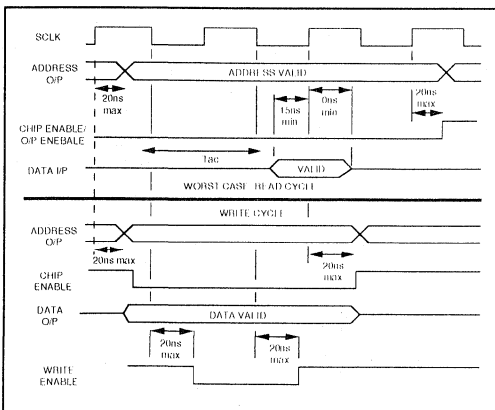 SCLK
ADDRESS
O/P
ADDRESS VALID
20ns
max
15ns
min
0ns
min
20ns
max
CHIP ENABLE/
O/P ENEBALE
Tac
DATA I/P
VALID
WORST CASE READ CYCLE
WRITE CYCLE
ADDRESS
O/P
20ns max
20ns
max
CHIP
ENABLE
DATA
O/P
DATA VALID
20ns
max
20ns
max
WRITE
ENABLE